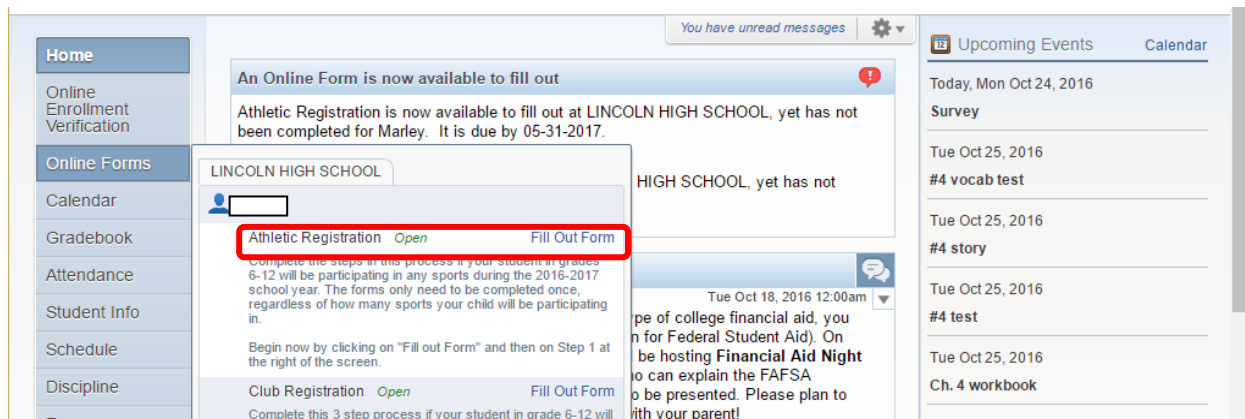 You have unread messages
Home
Online
Enrollment
Verification
Online Forms
Calendar
Gradebook
Attendance
Student Info
Schedule
Discipline
An Online Form is now available to fill out
Athletic Registration is now available to fill out at LINCOLN HIGH SCHOOL, yet has not
been completed for Marley. It is due by 05-31-2017.
HIGH SCHOOL, yet has not
LINCOLN HIGH SCHOOL
Athletic Registration Open Fill Out Form
Complete the steps in this process if your student in grades
6-12 will be participating in any sports during the 2016-2017
school year. The forms only need to be completed once,
regardless of how many sports your child will be participating
in.
Begin now by clicking on "Fill out Form" and then on Step 1 at
the right of the screen.
Club Registration Open Fill Out Form
Complete this 3 step process if your student in grade 6-12 will
Tue Oct 18, 2016 12:00am
pe of college financial aid, you
n for Federal Student Aid). On
be hosting Financial Aid Night
o can explain the FAFSA
o be presented. Please plan to
with your parent!
12 Upcoming Events Calendar
Today, Mon Oct 24, 2016
Survey
Tue Oct 25, 2016
#4 vocab test
Tue Oct 25, 2016
#4 story
Tue Oct 25, 2016
#4 test
Tue Oct 25, 2016
Ch. 4 workbook